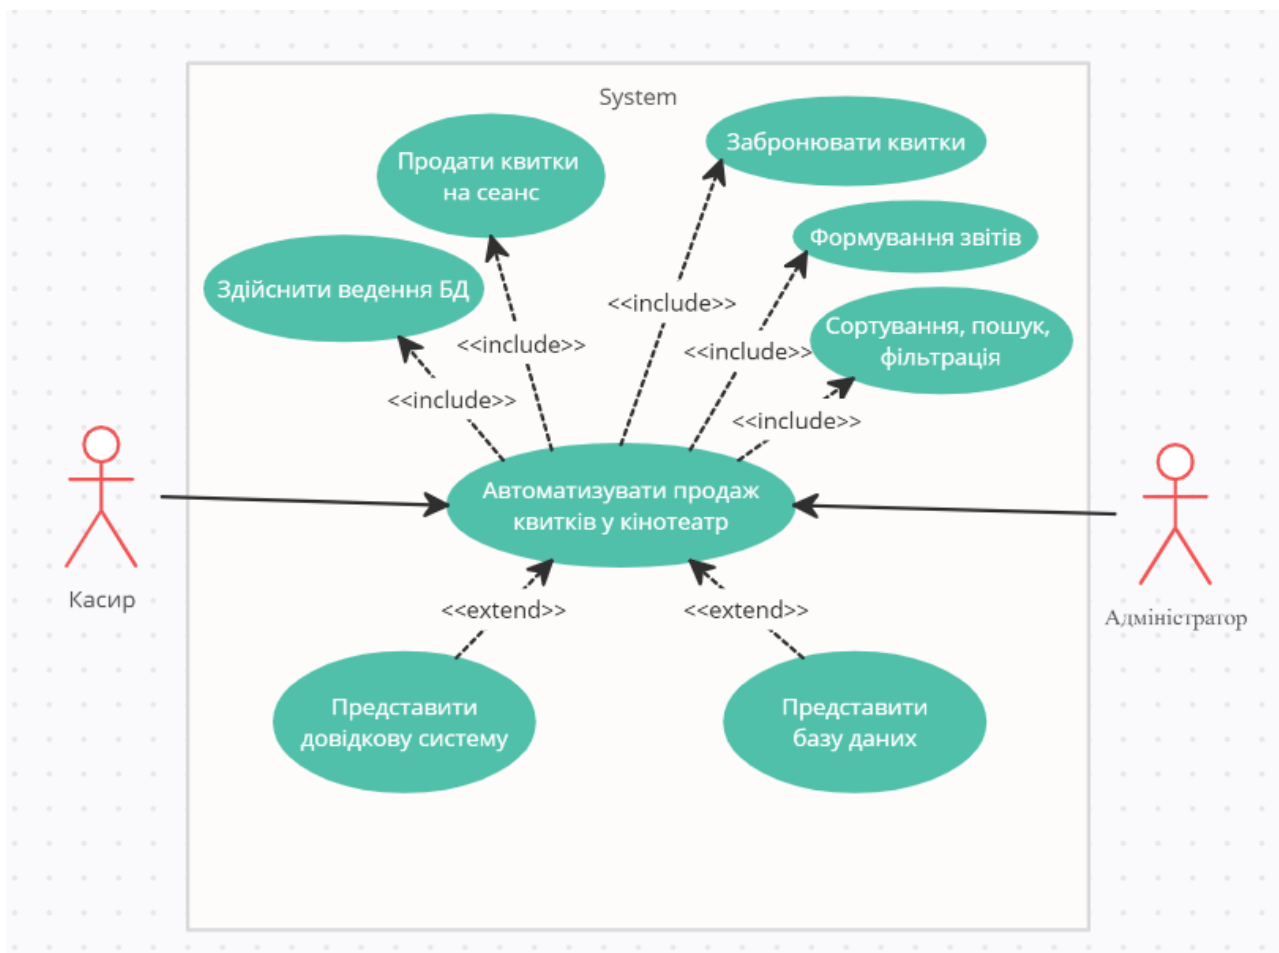 System
Забронювати квитки
Продати квитки
на сеанс
Формування звітів
Здійснити ведення БД
<<include>>
Сортування, пошук,
фільтрація
<<include>>
<<include>>
<<include>>
<<include>>
Автоматизувати продаж
квитків у кінотеатр
Касир
Адміністратор
<<extend>>
<<extend>>
Представити
довідкову систему
Представити
базу даних